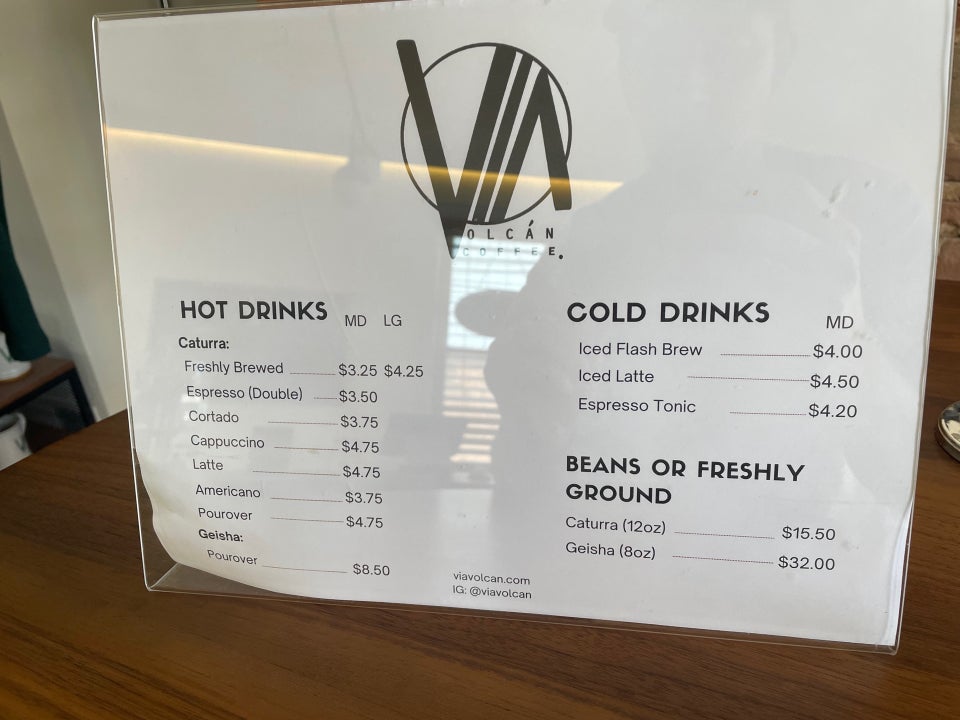 VIA
VOLCÁN
COFFEE.
HOT DRINKS MD LG
Caturra:
Freshly Brewed $3.25 $4.25
Espresso (Double) $3.50
Cortado $3.75
Cappuccino $4.75
Latte $4.75
Americano $3.75
Pourover $4.75
Geisha:
Pourover $8.50
COLD DRINKS MD
Iced Flash Brew $4.00
Iced Latte $4.50
Espresso Tonic $4.20
BEANS OR FRESHLY
GROUND
Caturra (12oz) $15.50
Geisha (8oz) $32.00
viavolcan.com
IG: @viavolcan